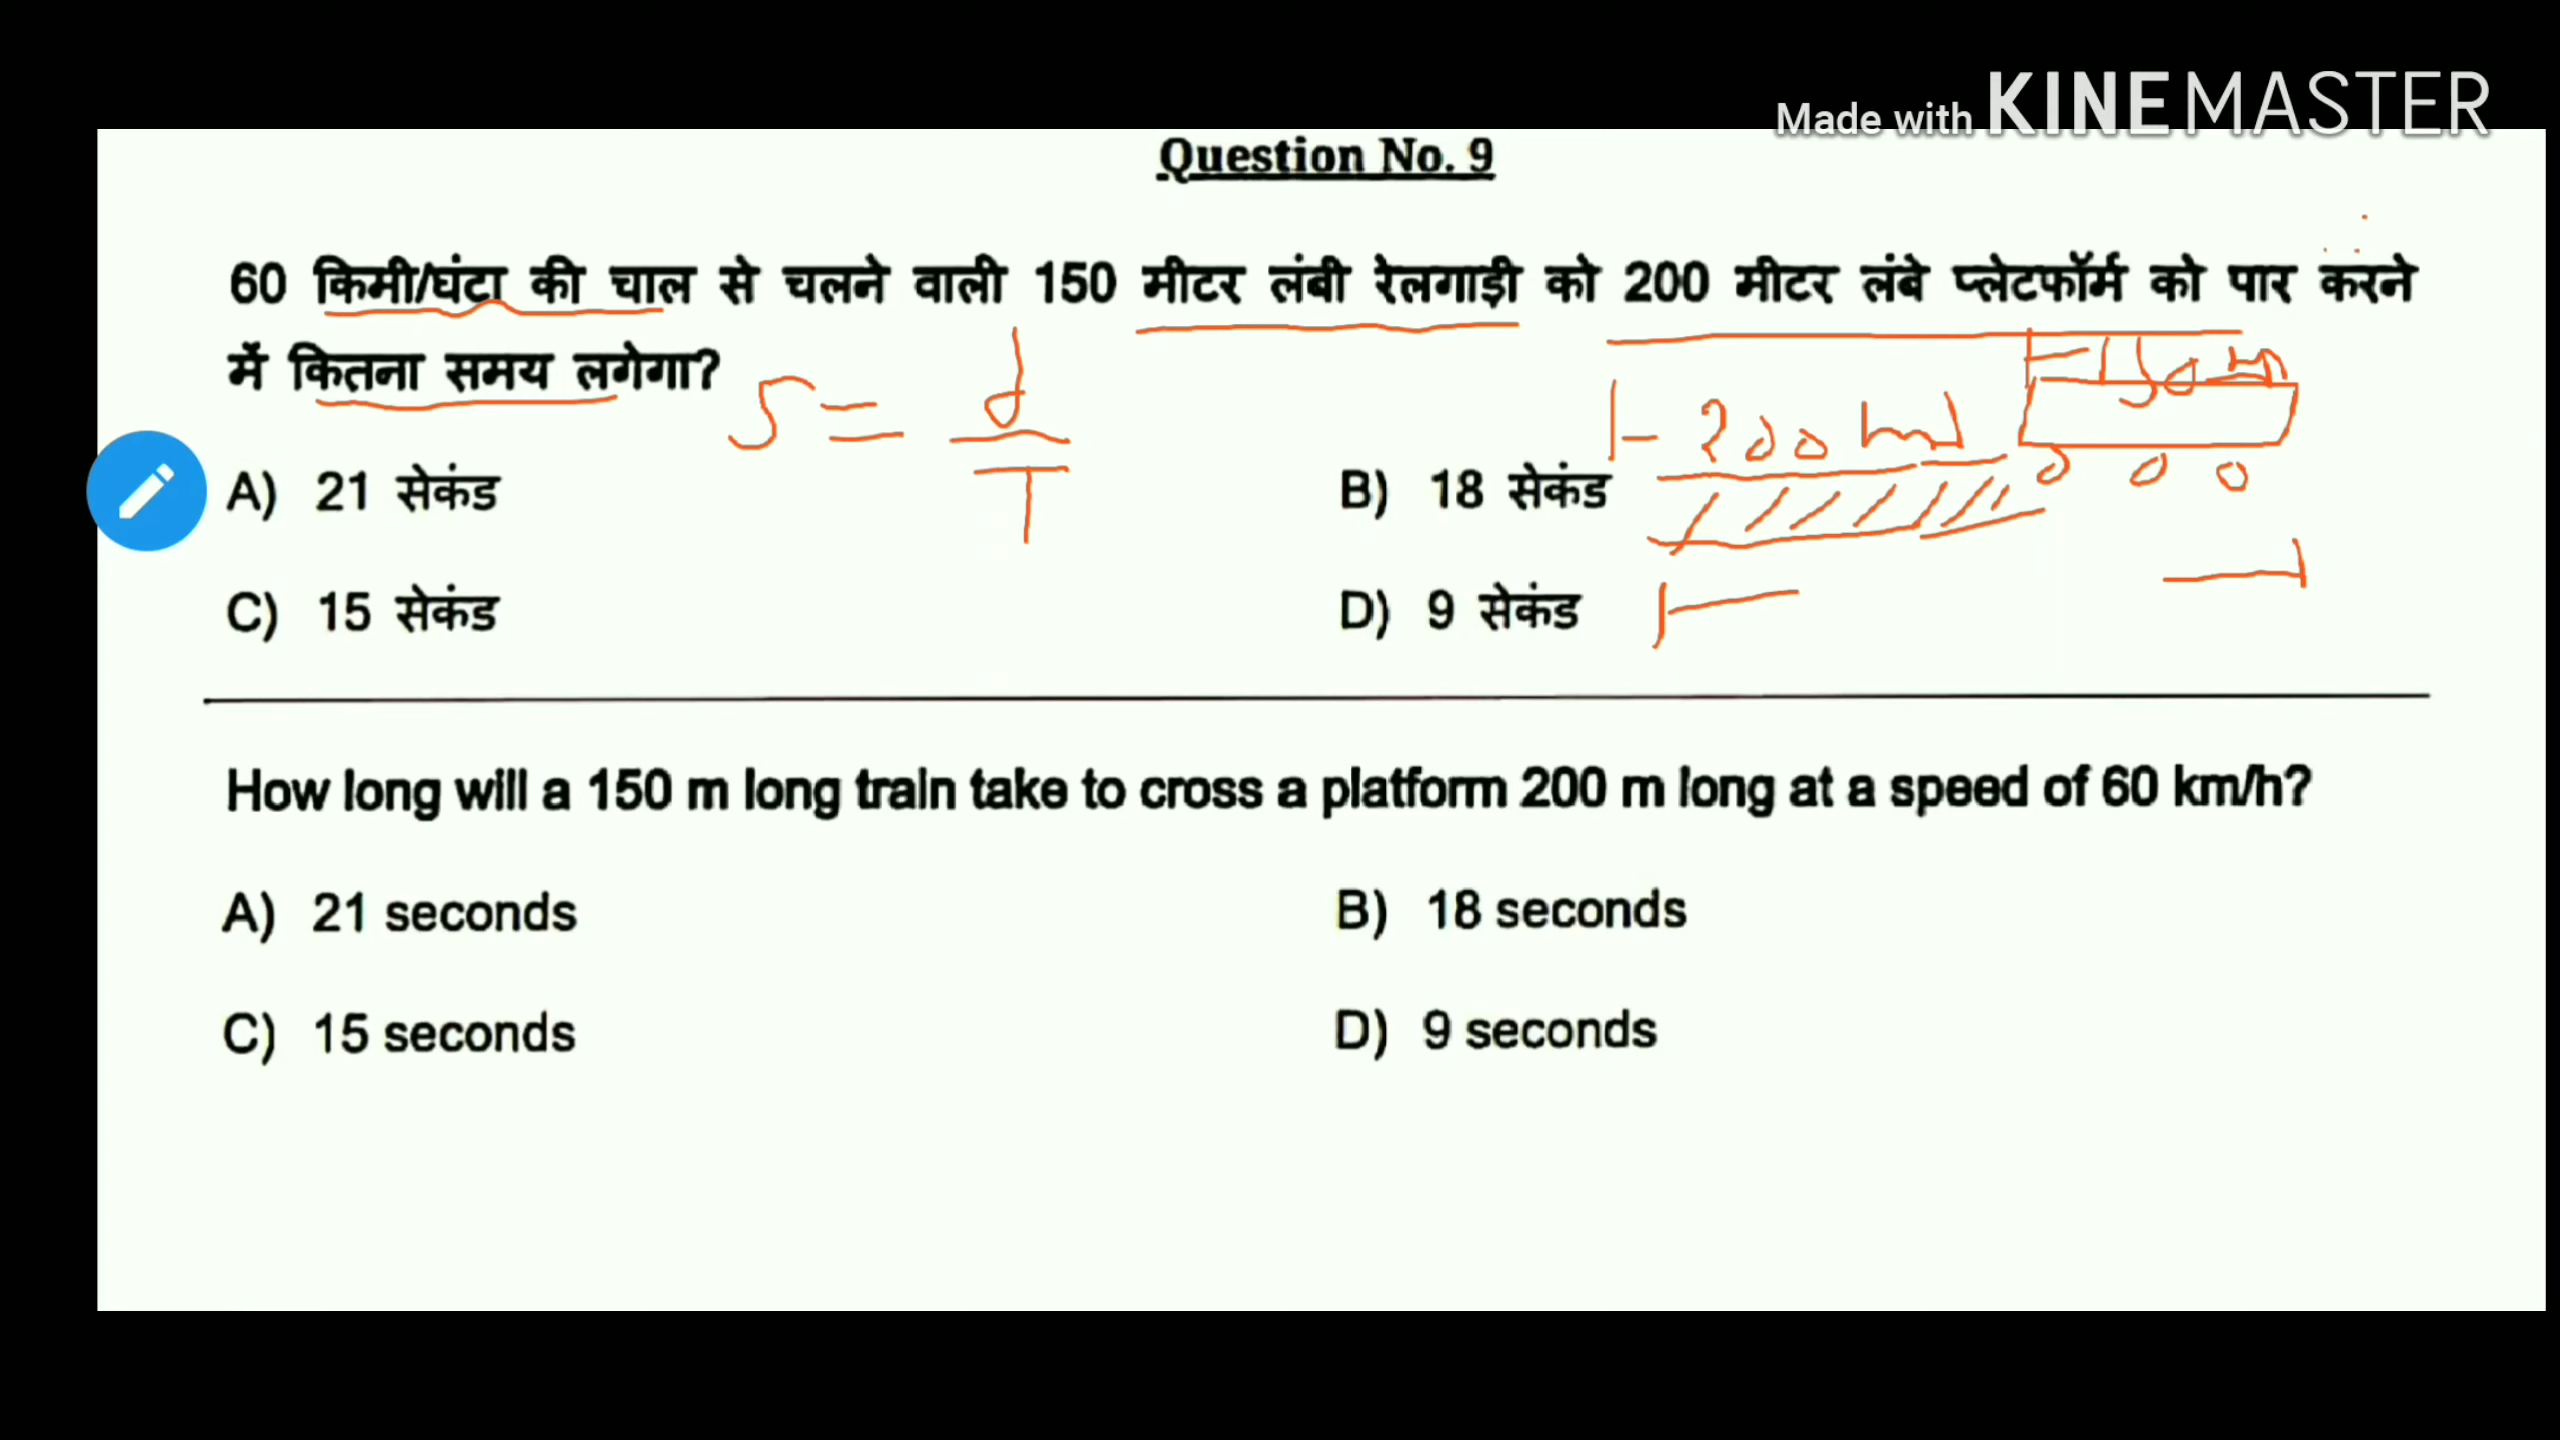 Made with KINEMASTER
Question No. 9
60 किमी/घंटा की चाल से चलने वाली 150 मीटर लंबी रेलगाड़ी को 200 मीटर लंबे प्लेटफॉर्म को पार करने
में कितना समय लगेगा?
S = d/T
200 m
150 m
A) 21 सेकंड
B) 18 सेकंड
C) 15 सेकंड
D) 9 सेकंड
How long will a 150 m long train take to cross a platform 200 m long at a speed of 60 km/h?
A) 21 seconds
B) 18 seconds
C) 15 seconds
D) 9 seconds